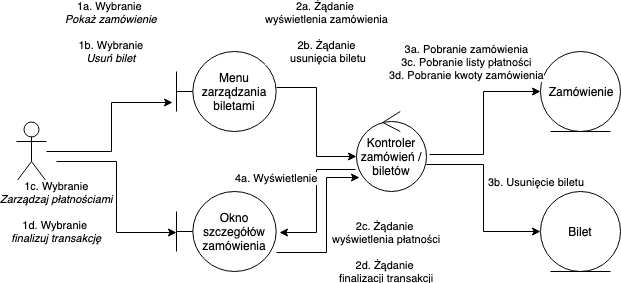 1a. Wybranie
Pokaż zamówienie
1b. Wybranie
Usuń bilet
2a. Żądanie
wyświetlenia zamówienia
2b. Żądanie
usunięcia biletu
3a. Pobranie zamówienia
3c. Pobranie listy płatności
3d. Pobranie kwoty zamówienia
Menu
zarządzania
biletami
Zamówienie
Kontroler
zamówień /
biletów
4a. Wyświetlenie
1c. Wybranie
Zarządzaj płatnościami
3b. Usunięcie biletu
1d. Wybranie
finalizuj transakcję
Okno
szczegółów
zamówienia
2c. Żądanie
wyświetlenia płatności
2d. Żądanie
finalizacji transakcji
Bilet